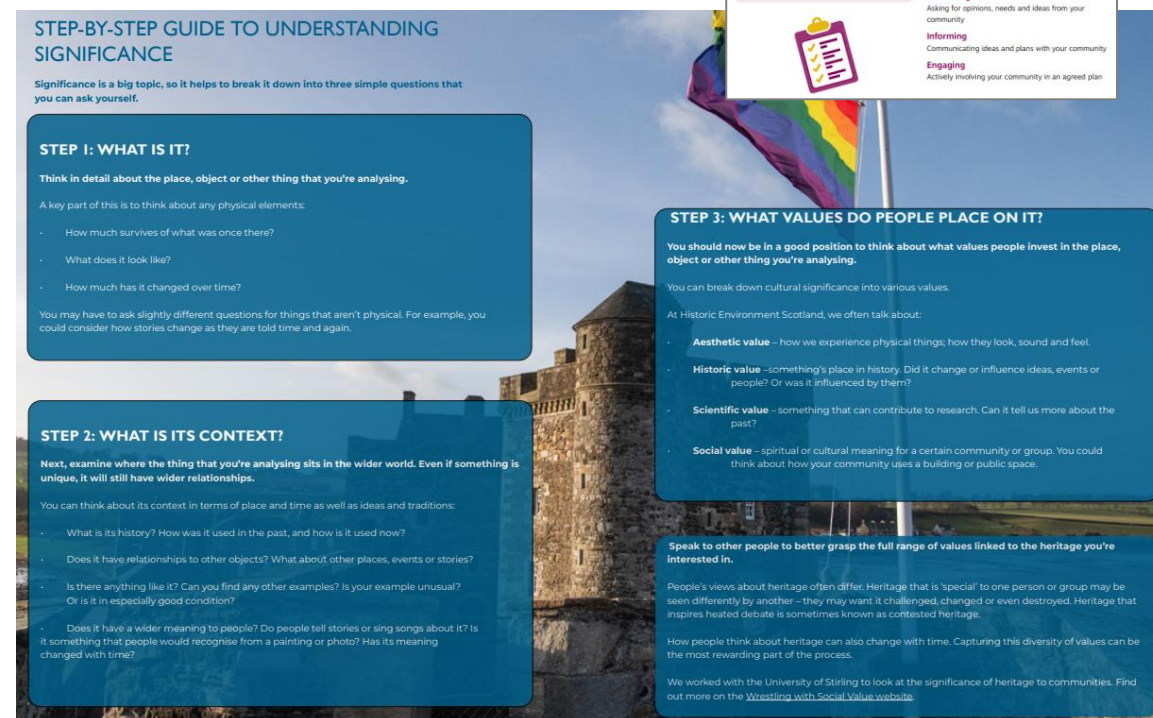 STEP-BY-STEP GUIDE TO UNDERSTANDING
SIGNIFICANCE
Significance is a big topic, so it helps to break it down into three simple questions that
you can ask yourself.
STEP 1: WHAT IS IT?
Think in detail about the place, object or other thing that you're analysing.
A key part of this is to think about any physical elements:
· How much survives of what was once there?
· What does it look like?
· How much has it changed over time?
You may have to ask slightly different questions for things that aren't physical. For example, you
could consider how stories change as they are told time and again.
STEP 2: WHAT IS ITS CONTEXT?
Next, examine where the thing that you're analysing sits in the wider world. Even if something is
unique, it will still have wider relationships.
You can think about its context in terms of place and time as well as ideas and traditions:
· What is its history? How was it used in the past, and how is it used now?
· Does it have relationships to other objects? What about other places, events or stories?
· Is there anything like it? Can you find any other examples? Is your example unusual?
Or is it in especially good condition?
· Does it have a wider meaning to people? Do people tell stories or sing songs about it? Is
it something that people would recognise from a painting or photo? Has its meaning
changed with time?
Asking for opinions, needs and ideas from your
community
Informing
Communicating ideas and plans with your community
Engaging
Actively involving your community in an agreed plan
STEP 3: WHAT VALUES DO PEOPLE PLACE ON IT?
You should now be in a good position to think about what values people invest in the place,
object or other thing you're analysing.
You can break down cultural significance into various values.
At Historic Environment Scotland, we often talk about:
· Aesthetic value – how we experience physical things; how they look, sound and feel.
· Historic value –something's place in history. Did it change or influence ideas, events or
people? Or was it influenced by them?
· Scientific value – something that can contribute to research. Can it tell us more about the
past?
· Social value – spiritual or cultural meaning for a certain community or group. You could
think about how your community uses a building or public space.
Speak to other people to better grasp the full range of values linked to the heritage you're
interested in.
People's views about heritage often differ. Heritage that is 'special' to one person or group may be
seen differently by another – they may want it challenged, changed or even destroyed. Heritage that
inspires heated debate is sometimes known as contested heritage.
How people think about heritage can also change with time. Capturing this diversity of values can be
the most rewarding part of the process.
We worked with the University of Stirling to look at the significance of heritage to communities. Find
out more on the Wrestling with Social Value website.